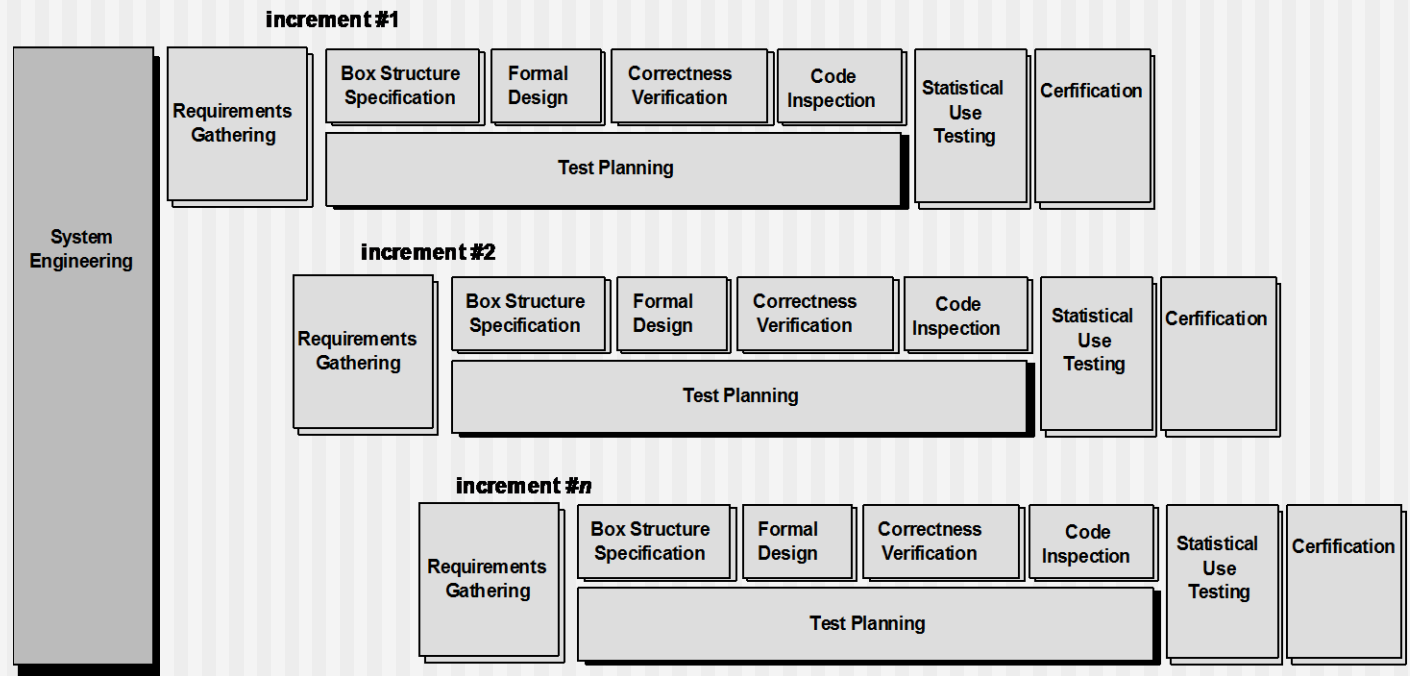 increment #1
System
Engineering
Requirements
Gathering
Box Structure
Specification
Formal
Design
Correctness
Verification
Code
Inspection
Test Planning
Statistical
Use
Testing
Cerfification
increment #2
Requirements
Gathering
Box Structure
Specification
Formal
Design
Correctness
Verification
Code
Inspection
Test Planning
Statistical
Use
Testing
Cerfification
increment #n
Requirements
Gathering
Box Structure
Specification
Formal
Design
Correctness
Verification
Code
Inspection
Test Planning
Statistical
Use
Testing
Cerfification